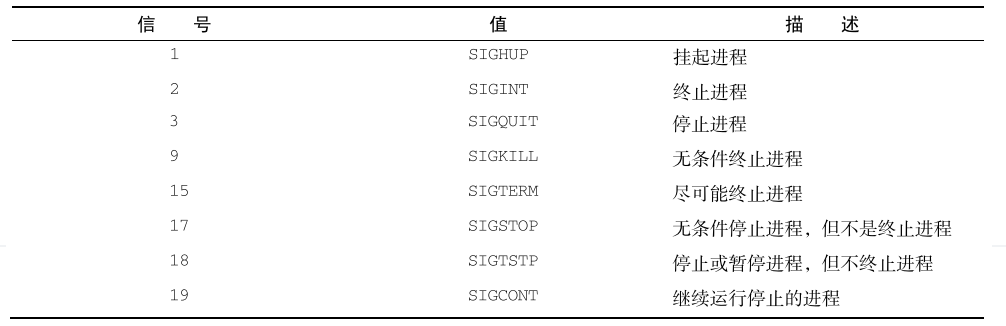 信 号 值 描 述
1 SIGHUP 挂起进程
2 SIGINT 终止进程
3 SIGQUIT 停止进程
9 SIGKILL 无条件终止进程
15 SIGTERM 尽可能终止进程
17 SIGSTOP 无条件停止进程，但不是终止进程
18 SIGTSTP 停止或暂停进程，但不终止进程
19 SIGCONT 继续运行停止的进程